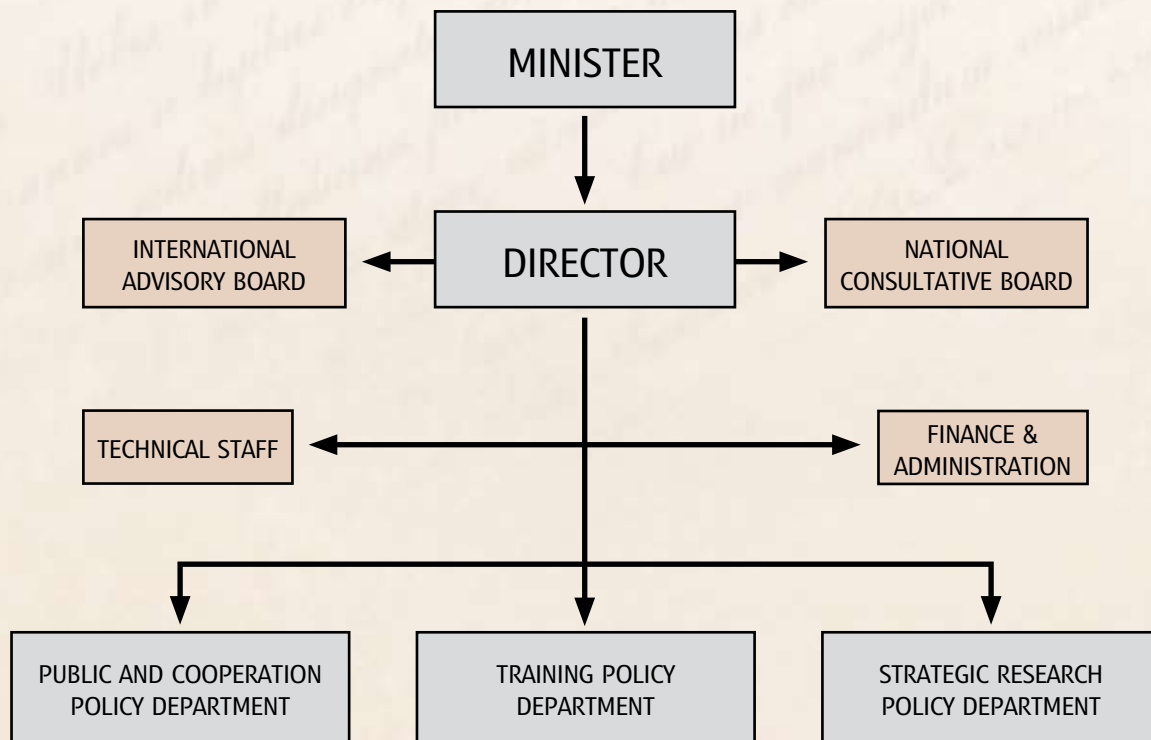 MINISTER
INTERNATIONAL
ADVISORY BOARD
DIRECTOR
NATIONAL
CONSULTATIVE BOARD
TECHNICAL STAFF
FINANCE &
ADMINISTRATION
PUBLIC AND COOPERATION
POLICY DEPARTMENT
TRAINING POLICY
DEPARTMENT
STRATEGIC RESEARCH
POLICY DEPARTMENT